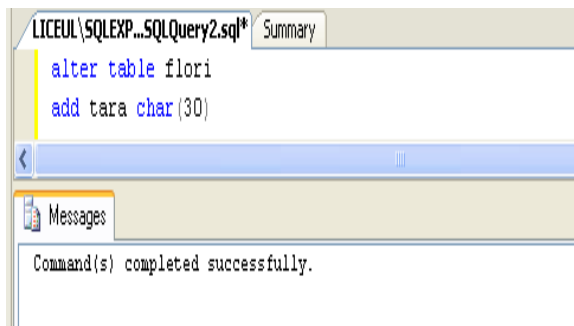 LICEUL\SQLEXP...SQLQuery2.sql* Summary
alter table flori
add tara char(30)
Messages
Command(s) completed successfully.